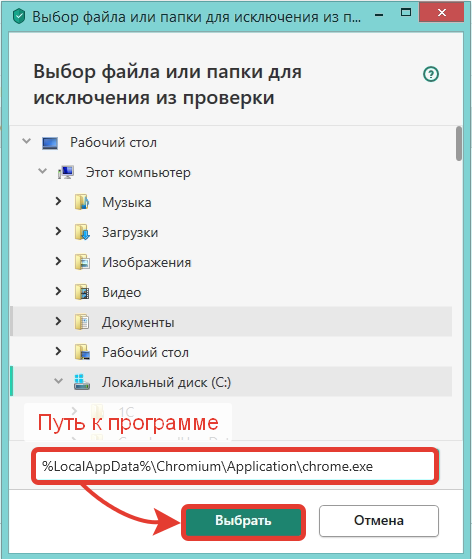 Выбор файла или папки для исключения из п...
Выбор файла или папки для
исключения из проверки
?
Рабочий стол
Этот компьютер
Музыка
Загрузки
Изображения
Видео
Документы
Рабочий стол
Локальный диск (C:)
1C
Путь к программе
%LocalAppData%\Chromium\Application\chrome.exe
Выбрать
Отмена